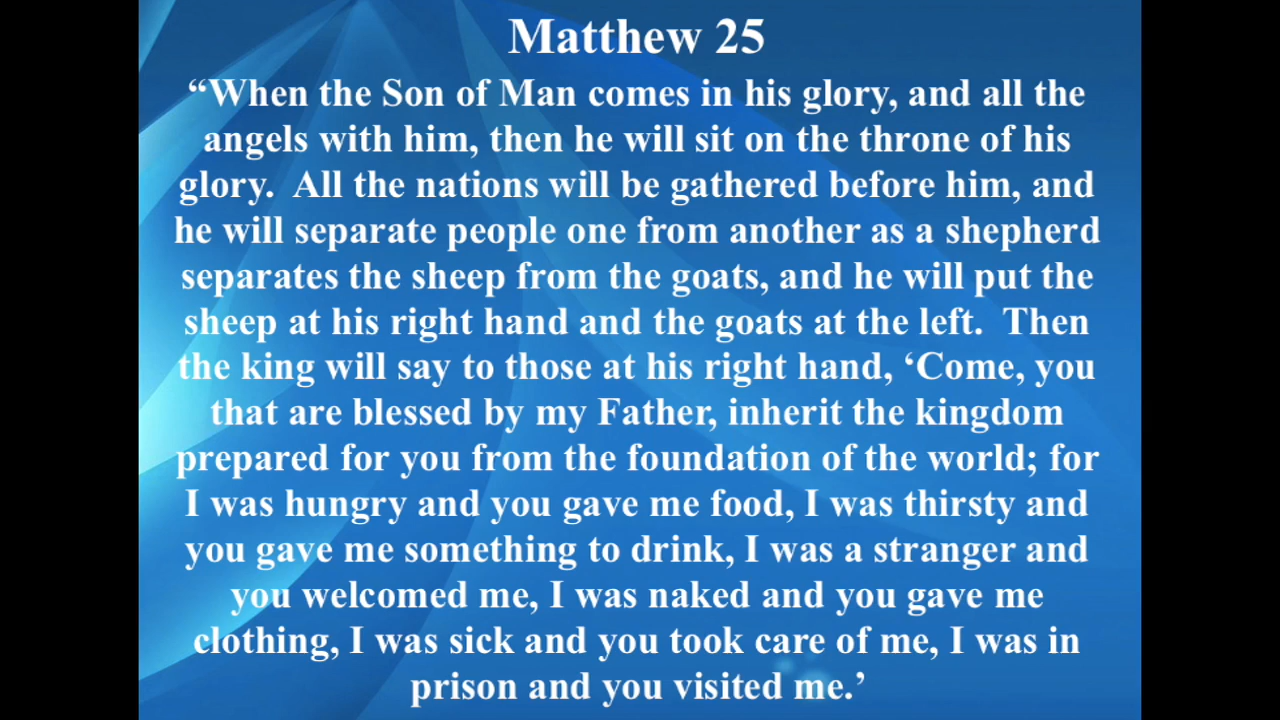 Matthew 25
“When the Son of Man comes in his glory, and all the
angels with him, then he will sit on the throne of his
glory.  All the nations will be gathered before him, and
he will separate people one from another as a shepherd
separates the sheep from the goats, and he will put the
sheep at his right hand and the goats at the left.  Then
the king will say to those at his right hand, ‘Come, you
that are blessed by my Father, inherit the kingdom
prepared for you from the foundation of the world; for
I was hungry and you gave me food, I was thirsty and
you gave me something to drink, I was a stranger and
you welcomed me, I was naked and you gave me
clothing, I was sick and you took care of me, I was in
prison and you visited me.’